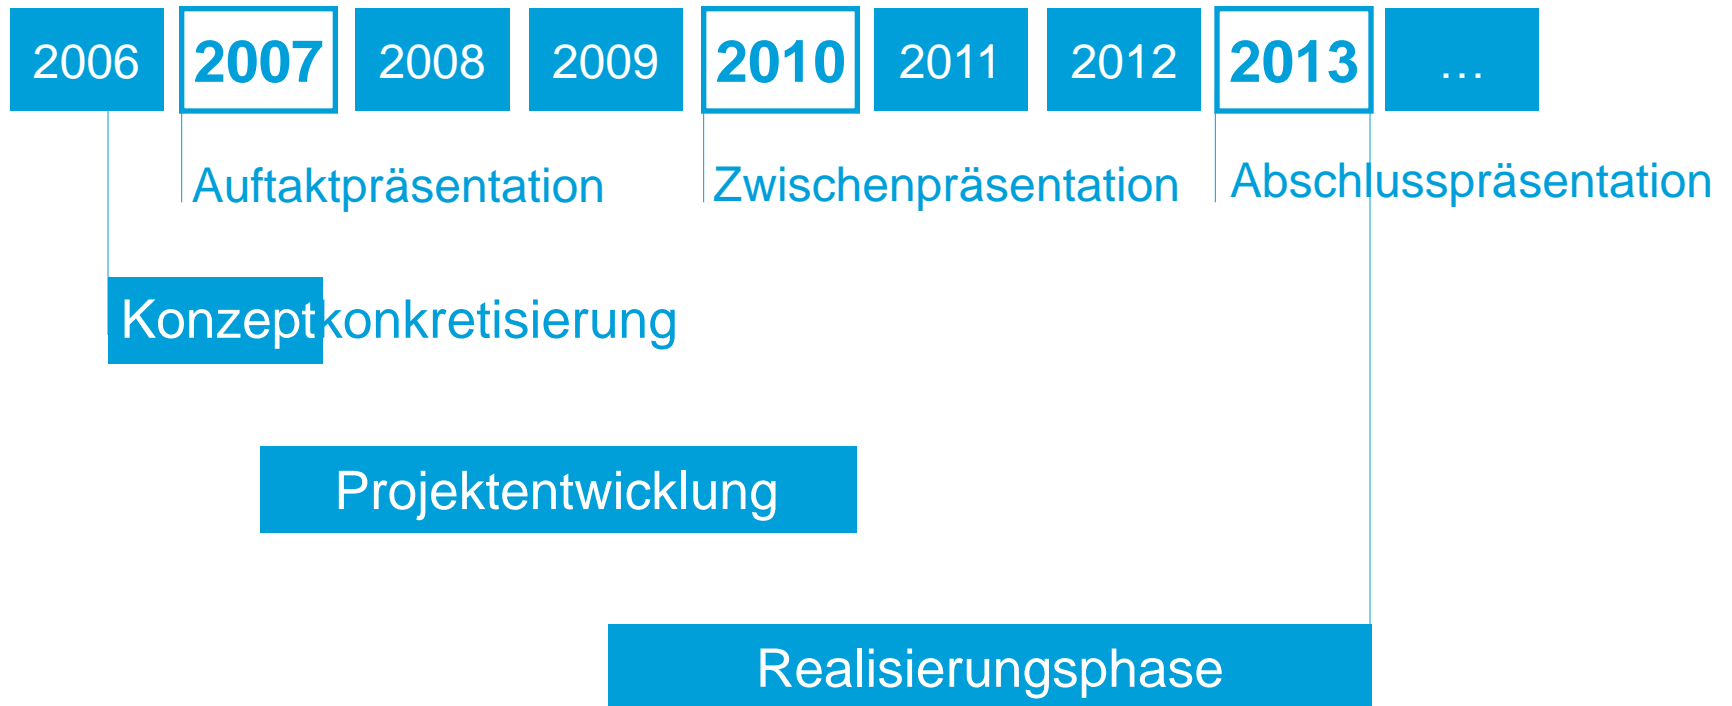 2006 2007 2008 2009 2010 2011 2012 2013 ...
Auftaktpräsentation Zwischenpräsentation Abschlusspräsentation
Konzeptkonkretisierung
Projektentwicklung
Realisierungsphase